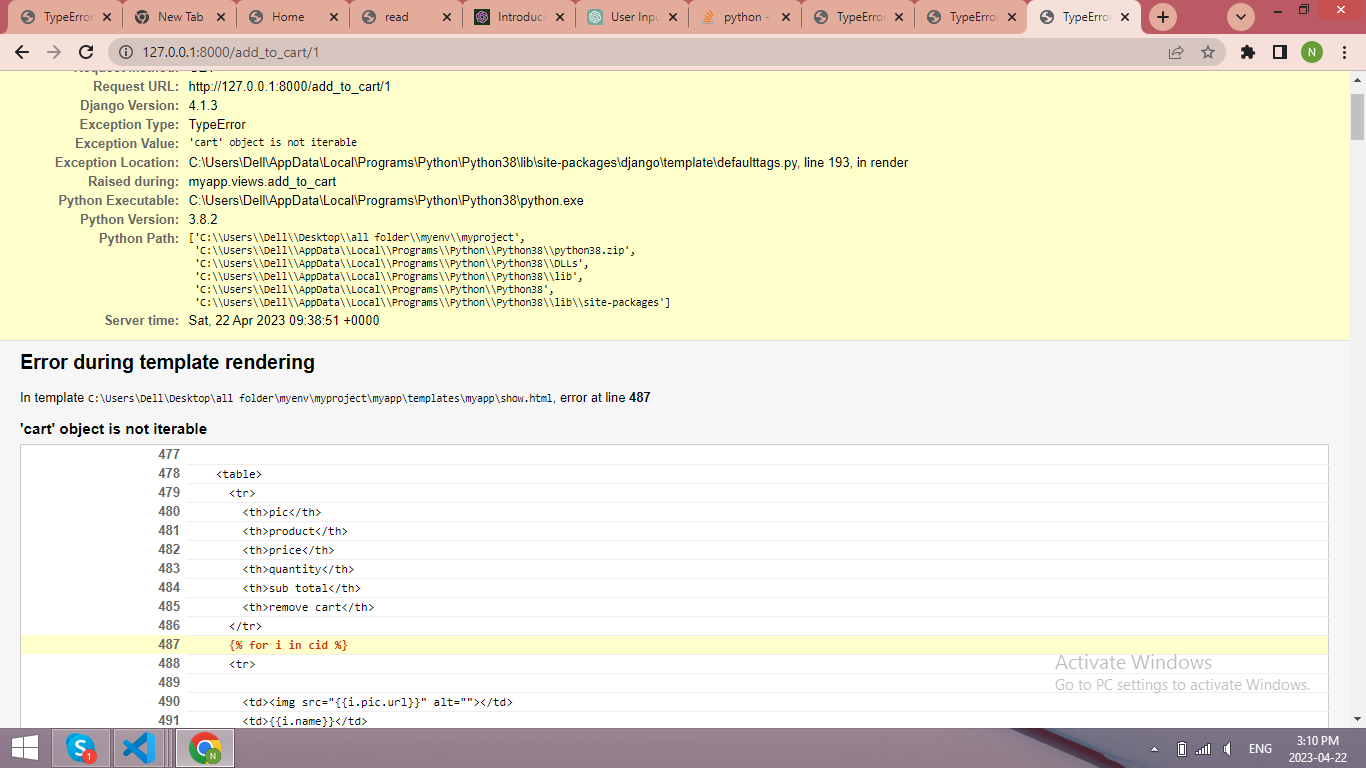 TypeError
New Tab
Home
read
Introduci
User Inpu
python -
TypeError
TypeError
TypeError
127.0.0.1:8000/add_to_cart/1
N
Request URL: http://127.0.0.1:8000/add_to_cart/1
Django Version: 4.1.3
Exception Type: TypeError
Exception Value: 'cart' object is not iterable
Exception Location: C:\Users\Dell\AppData\Local\Programs\Python\Python38\lib\site-packages\django\template\defaulttags.py, line 193, in render
Raised during: myapp.views.add_to_cart
Python Executable: C:\Users\Dell\AppData\Local\Programs\Python\Python38\python.exe
Python Version: 3.8.2
Python Path: ['C:\\Users\\Dell\\Desktop\\all folder\\myenv\\myproject',
'C:\\Users\\Dell\\AppData\\Local\\Programs\\Python\\Python38\\python38.zip',
'C:\\Users\\Dell\\AppData\\Local\\Programs\\Python\\Python38\\DLLs',
'C:\\Users\\Dell\\AppData\\Local\\Programs\\Python\\Python38\\lib',
'C:\\Users\\Dell\\AppData\\Local\\Programs\\Python\\Python38',
'C:\\Users\\Dell\\AppData\\Local\\Programs\\Python\\Python38\\lib\\site-packages']
Server time: Sat, 22 Apr 2023 09:38:51 +0000
Error during template rendering
In template C:\Users\Dell\Desktop\all folder\myenv\myproject\myapp\templates\myapp\show.html, error at line 487
'cart' object is not iterable
477
478 <table>
479 <tr>
480 <th>pic</th>
481 <th>product</th>
482 <th>price</th>
483 <th>quantity</th>
484 <th>sub total</th>
485 <th>remove cart</th>
486 </tr>
487 {% for i in cid %}
488 <tr>
489
490 <td><img src="{{i.pic.url}}" alt=""></td>
491 <td>{{i.name}}</td>
Activate Windows
Go to PC settings to activate Windows.
1
N
ENG
3:10 PM
2023-04-22